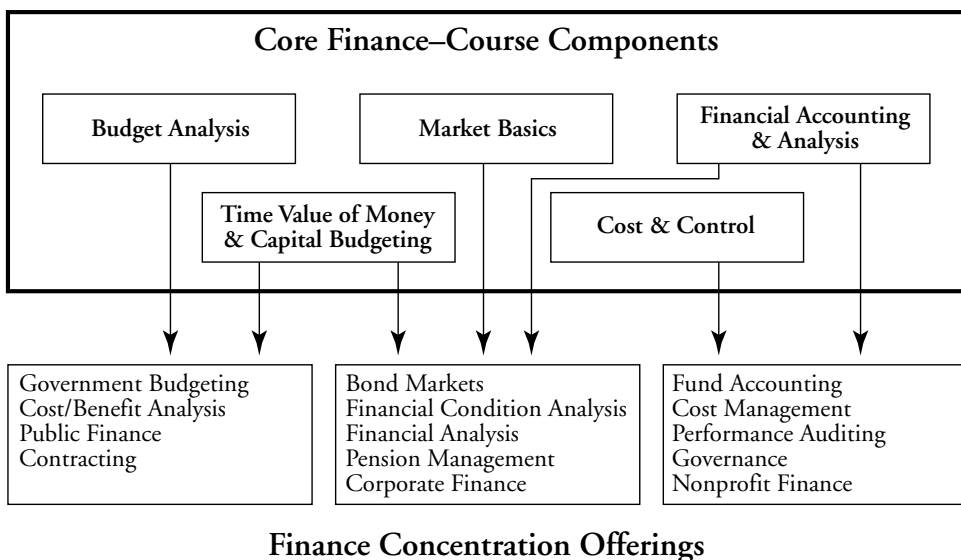 Core Finance–Course Components
Budget Analysis
Market Basics
Financial Accounting
& Analysis
Time Value of Money
& Capital Budgeting
Cost & Control
Government Budgeting
Cost/Benefit Analysis
Public Finance
Contracting
Bond Markets
Financial Condition Analysis
Financial Analysis
Pension Management
Corporate Finance
Fund Accounting
Cost Management
Performance Auditing
Governance
Nonprofit Finance
Finance Concentration Offerings